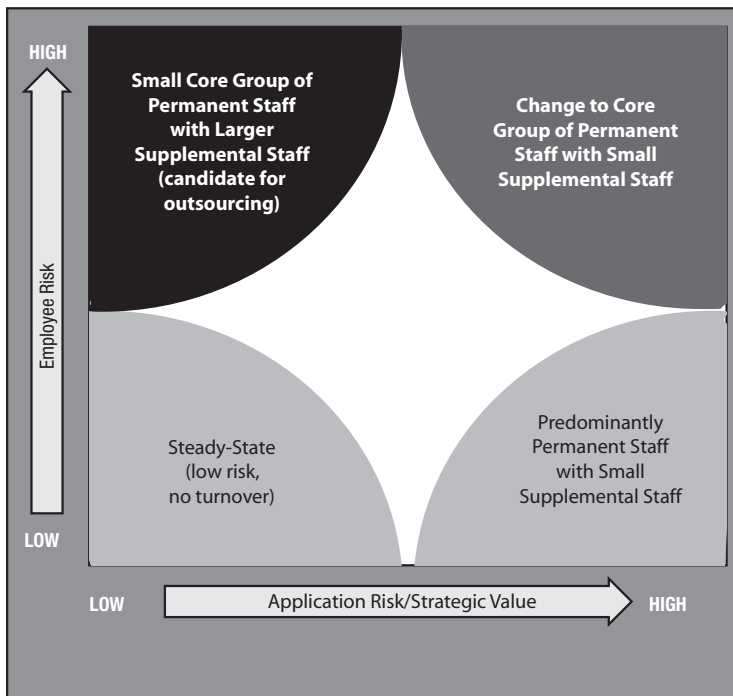 HIGH
Small Core Group of
Permanent Staff
with Larger
Supplemental Staff
(candidate for
outsourcing)
Change to Core
Group of Permanent
Staff with Small
Supplemental Staff
Employee Risk
Steady-State
(low risk,
no turnover)
Predominantly
Permanent Staff
with Small
Supplemental Staff
LOW
LOW
Application Risk/Strategic Value
HIGH